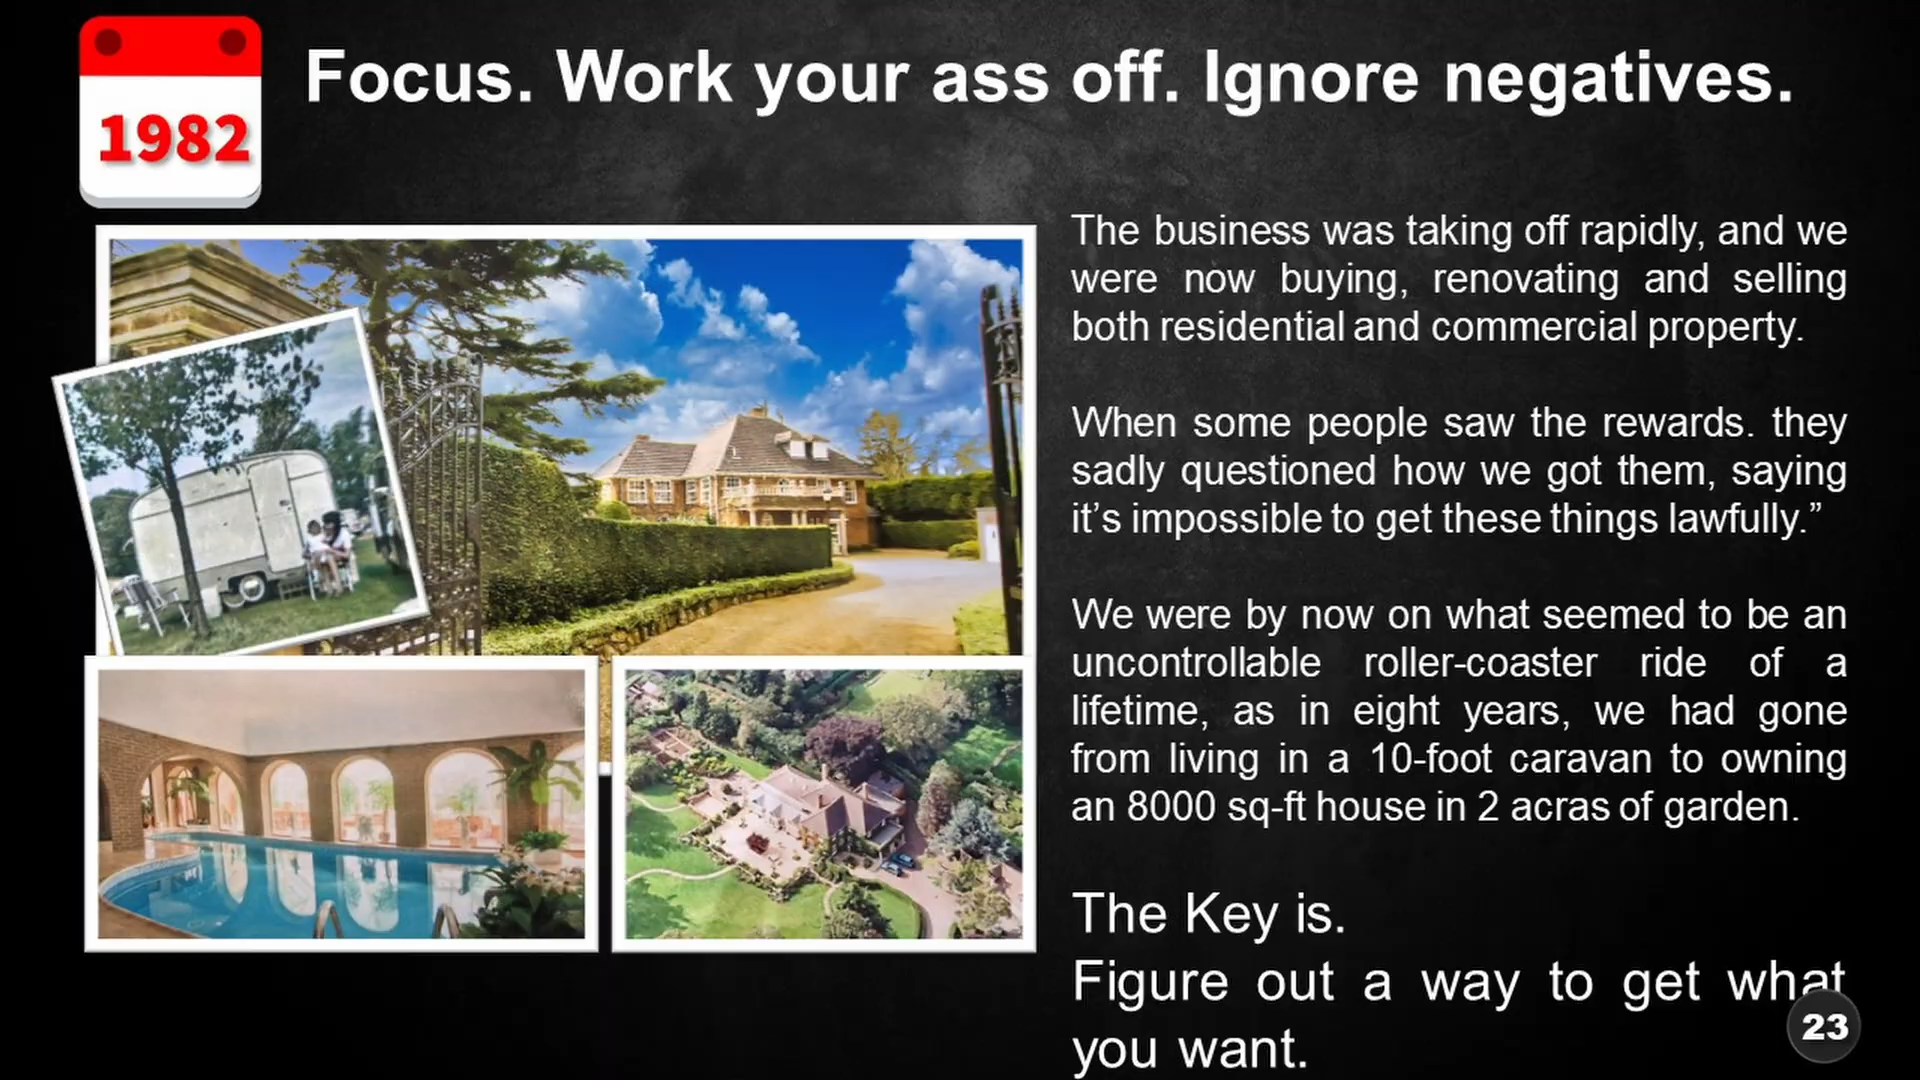 1982
Focus. Work your ass off. Ignore negatives.
The business was taking off rapidly, and we
were now buying, renovating and selling
both residential and commercial property.
When some people saw the rewards. they
sadly questioned how we got them, saying
it’s impossible to get these things lawfully.”
We were by now on what seemed to be an
uncontrollable roller-coaster ride of a
lifetime, as in eight years, we had gone
from living in a 10-foot caravan to owning
an 8000 sq-ft house in 2 acras of garden.
The Key is.
Figure out a way to get what
you want.
23